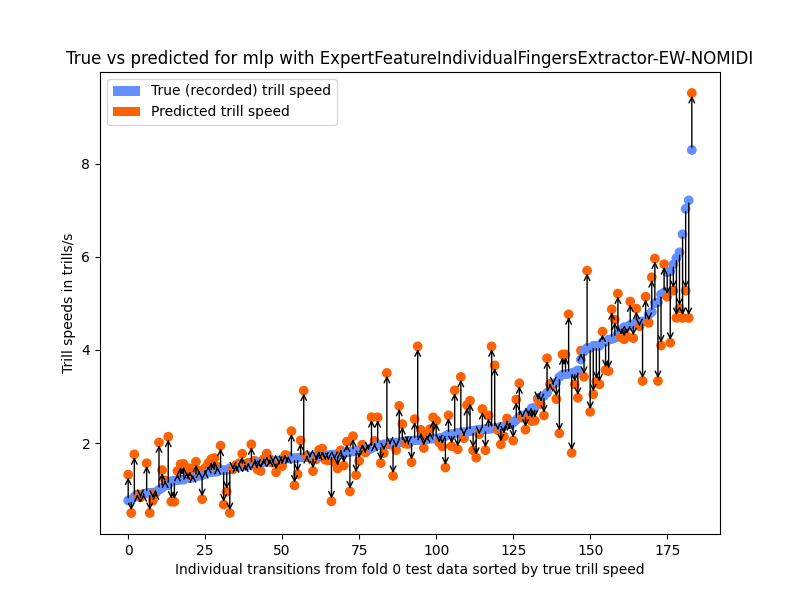 True vs predicted for mlp with ExpertFeatureIndividualFingersExtractor-EW-NOMIDI
True (recorded) trill speed
Predicted trill speed
8
6
4
2
Trill speeds in trills/s
0 25 50 75 100 125 150 175
Individual transitions from fold 0 test data sorted by true trill speed